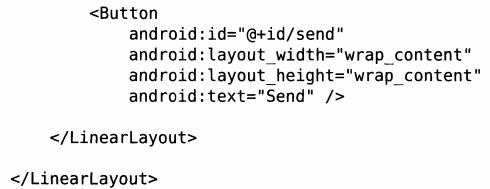 <Button
            android:id="@+id/send"
            android:layout_width="wrap_content"
            android:layout_height="wrap_content"
            android:text="Send" />

    </LinearLayout>

</LinearLayout>